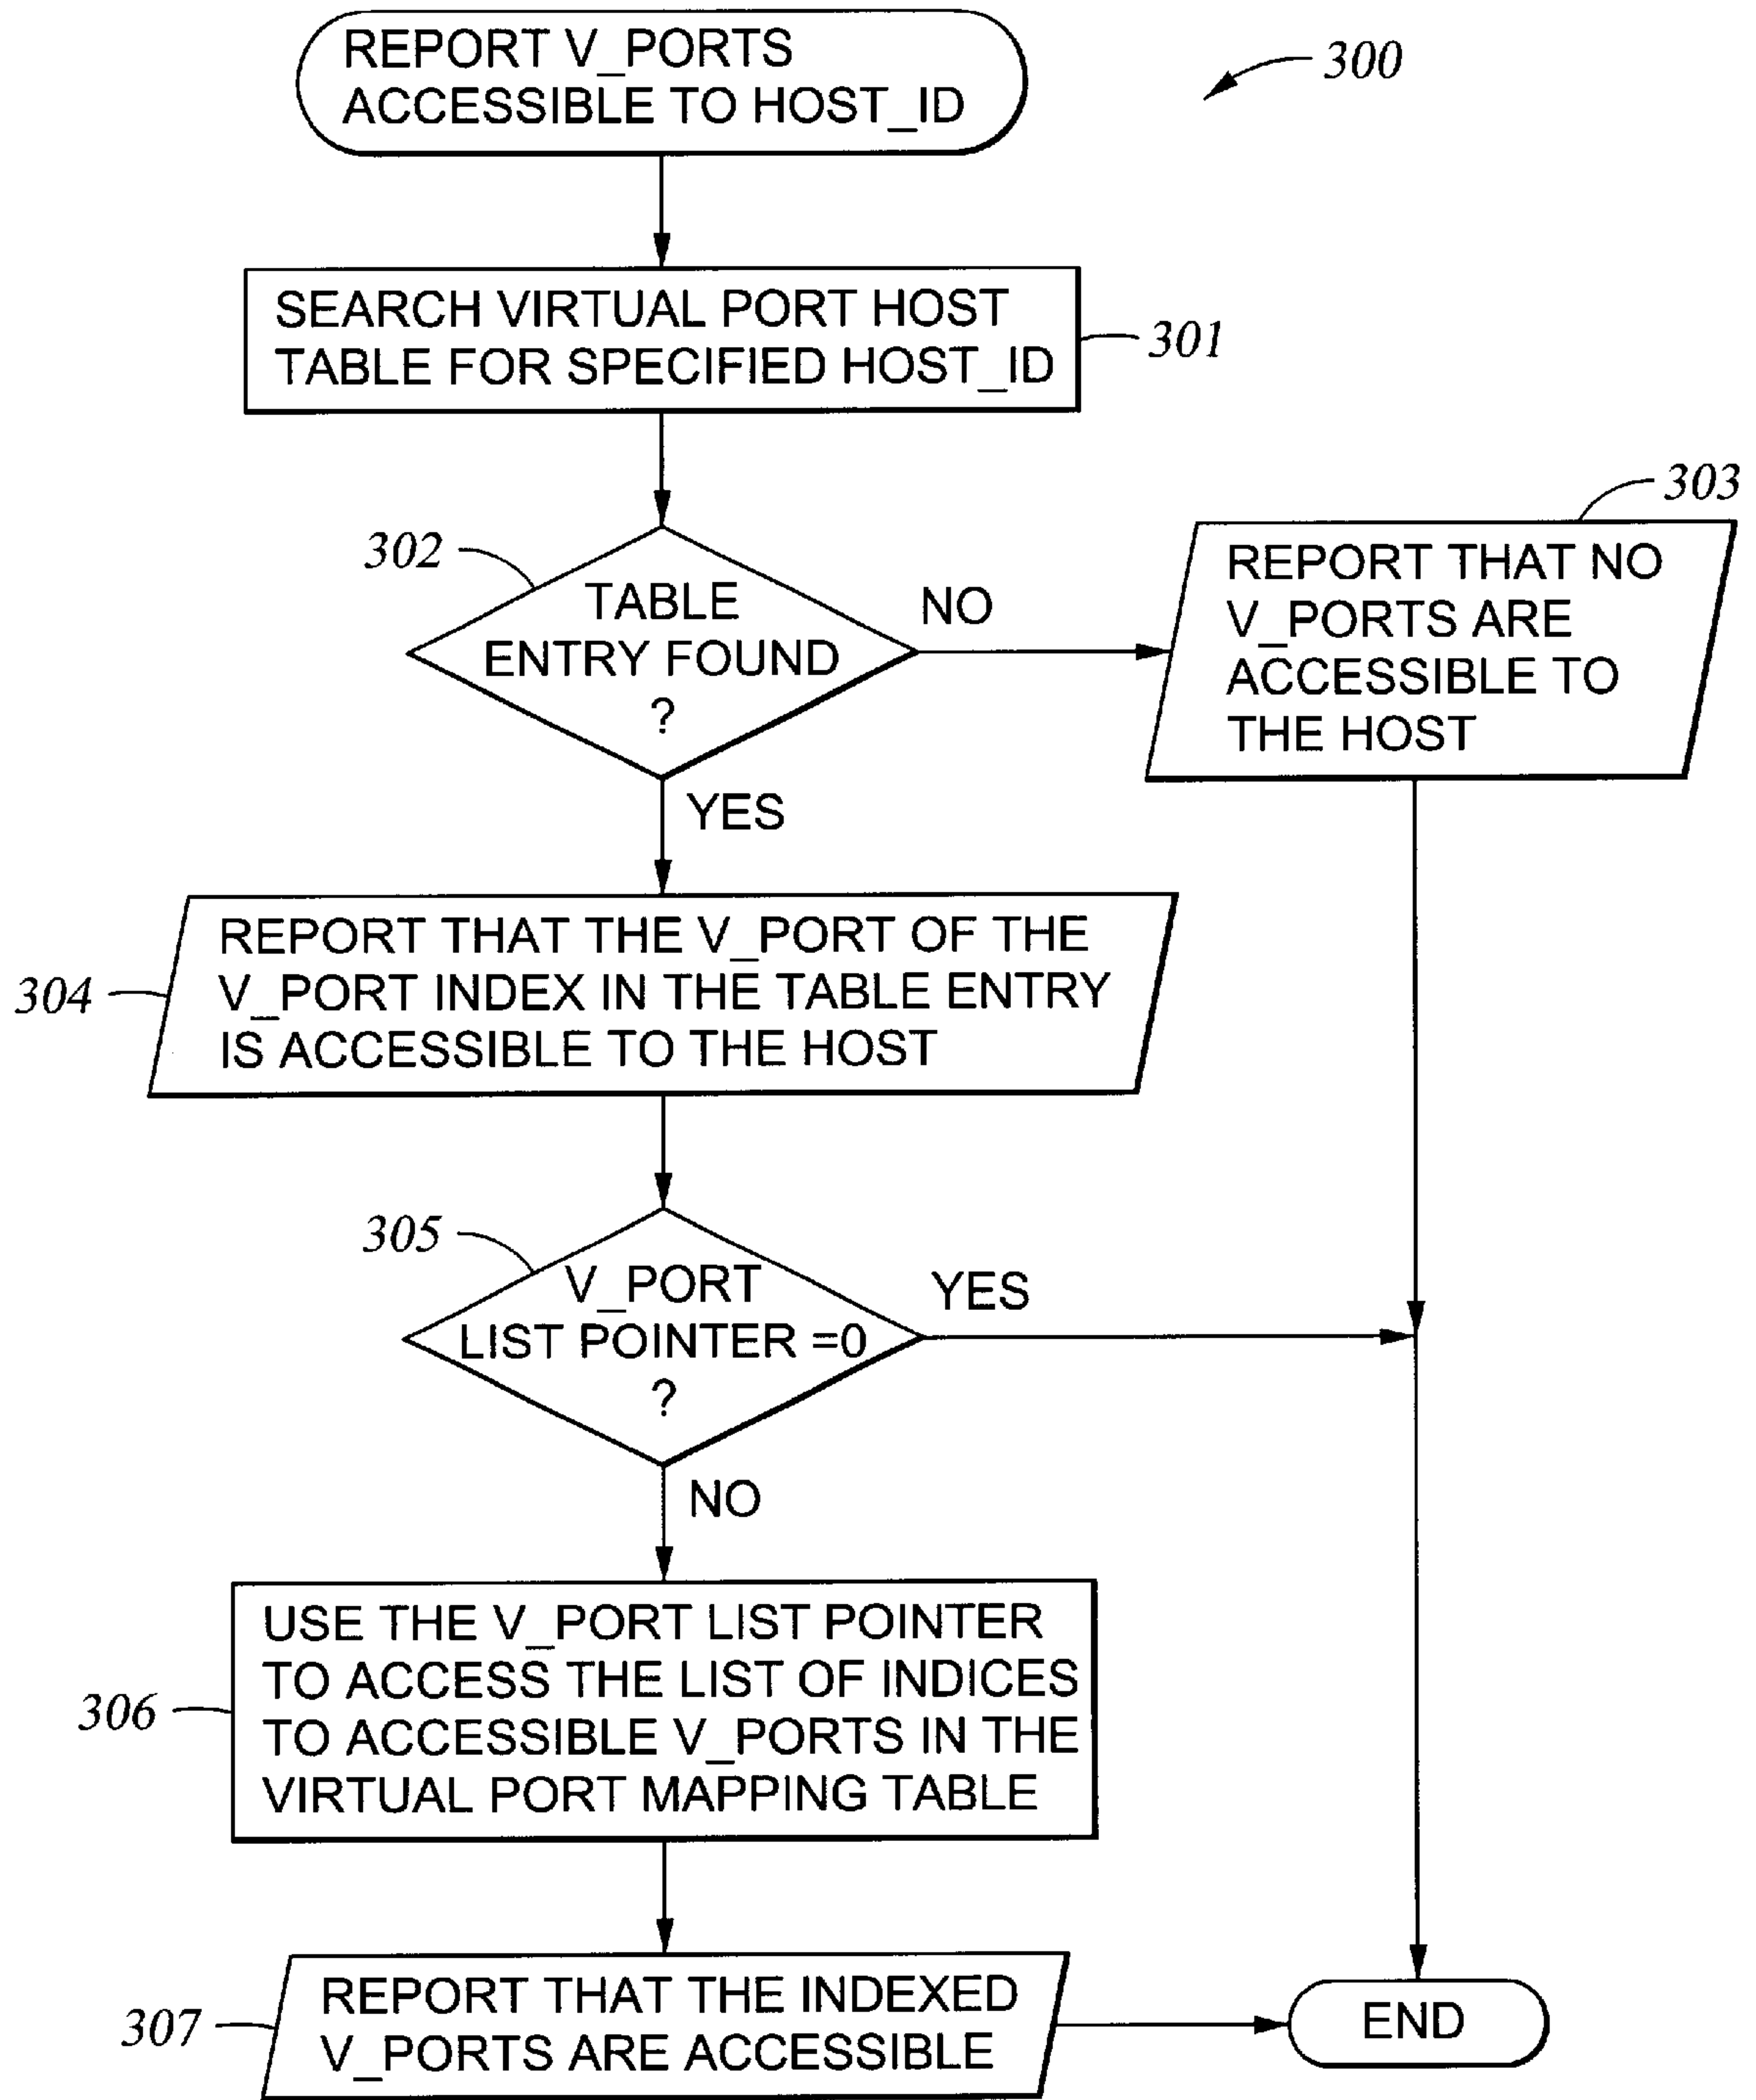 REPORT V_PORTS
ACCESSIBLE TO HOST_ID
300
SEARCH VIRTUAL PORT HOST
TABLE FOR SPECIFIED HOST_ID
301
302
TABLE
ENTRY FOUND
?
NO
303
REPORT THAT NO
V_PORTS ARE
ACCESSIBLE TO
THE HOST
YES
304
REPORT THAT THE V_PORT OF THE
V_PORT INDEX IN THE TABLE ENTRY
IS ACCESSIBLE TO THE HOST
305
V_PORT
LIST POINTER =0
?
YES
NO
306
USE THE V_PORT LIST POINTER
TO ACCESS THE LIST OF INDICES
TO ACCESSIBLE V_PORTS IN THE
VIRTUAL PORT MAPPING TABLE
307
REPORT THAT THE INDEXED
V_PORTS ARE ACCESSIBLE
END